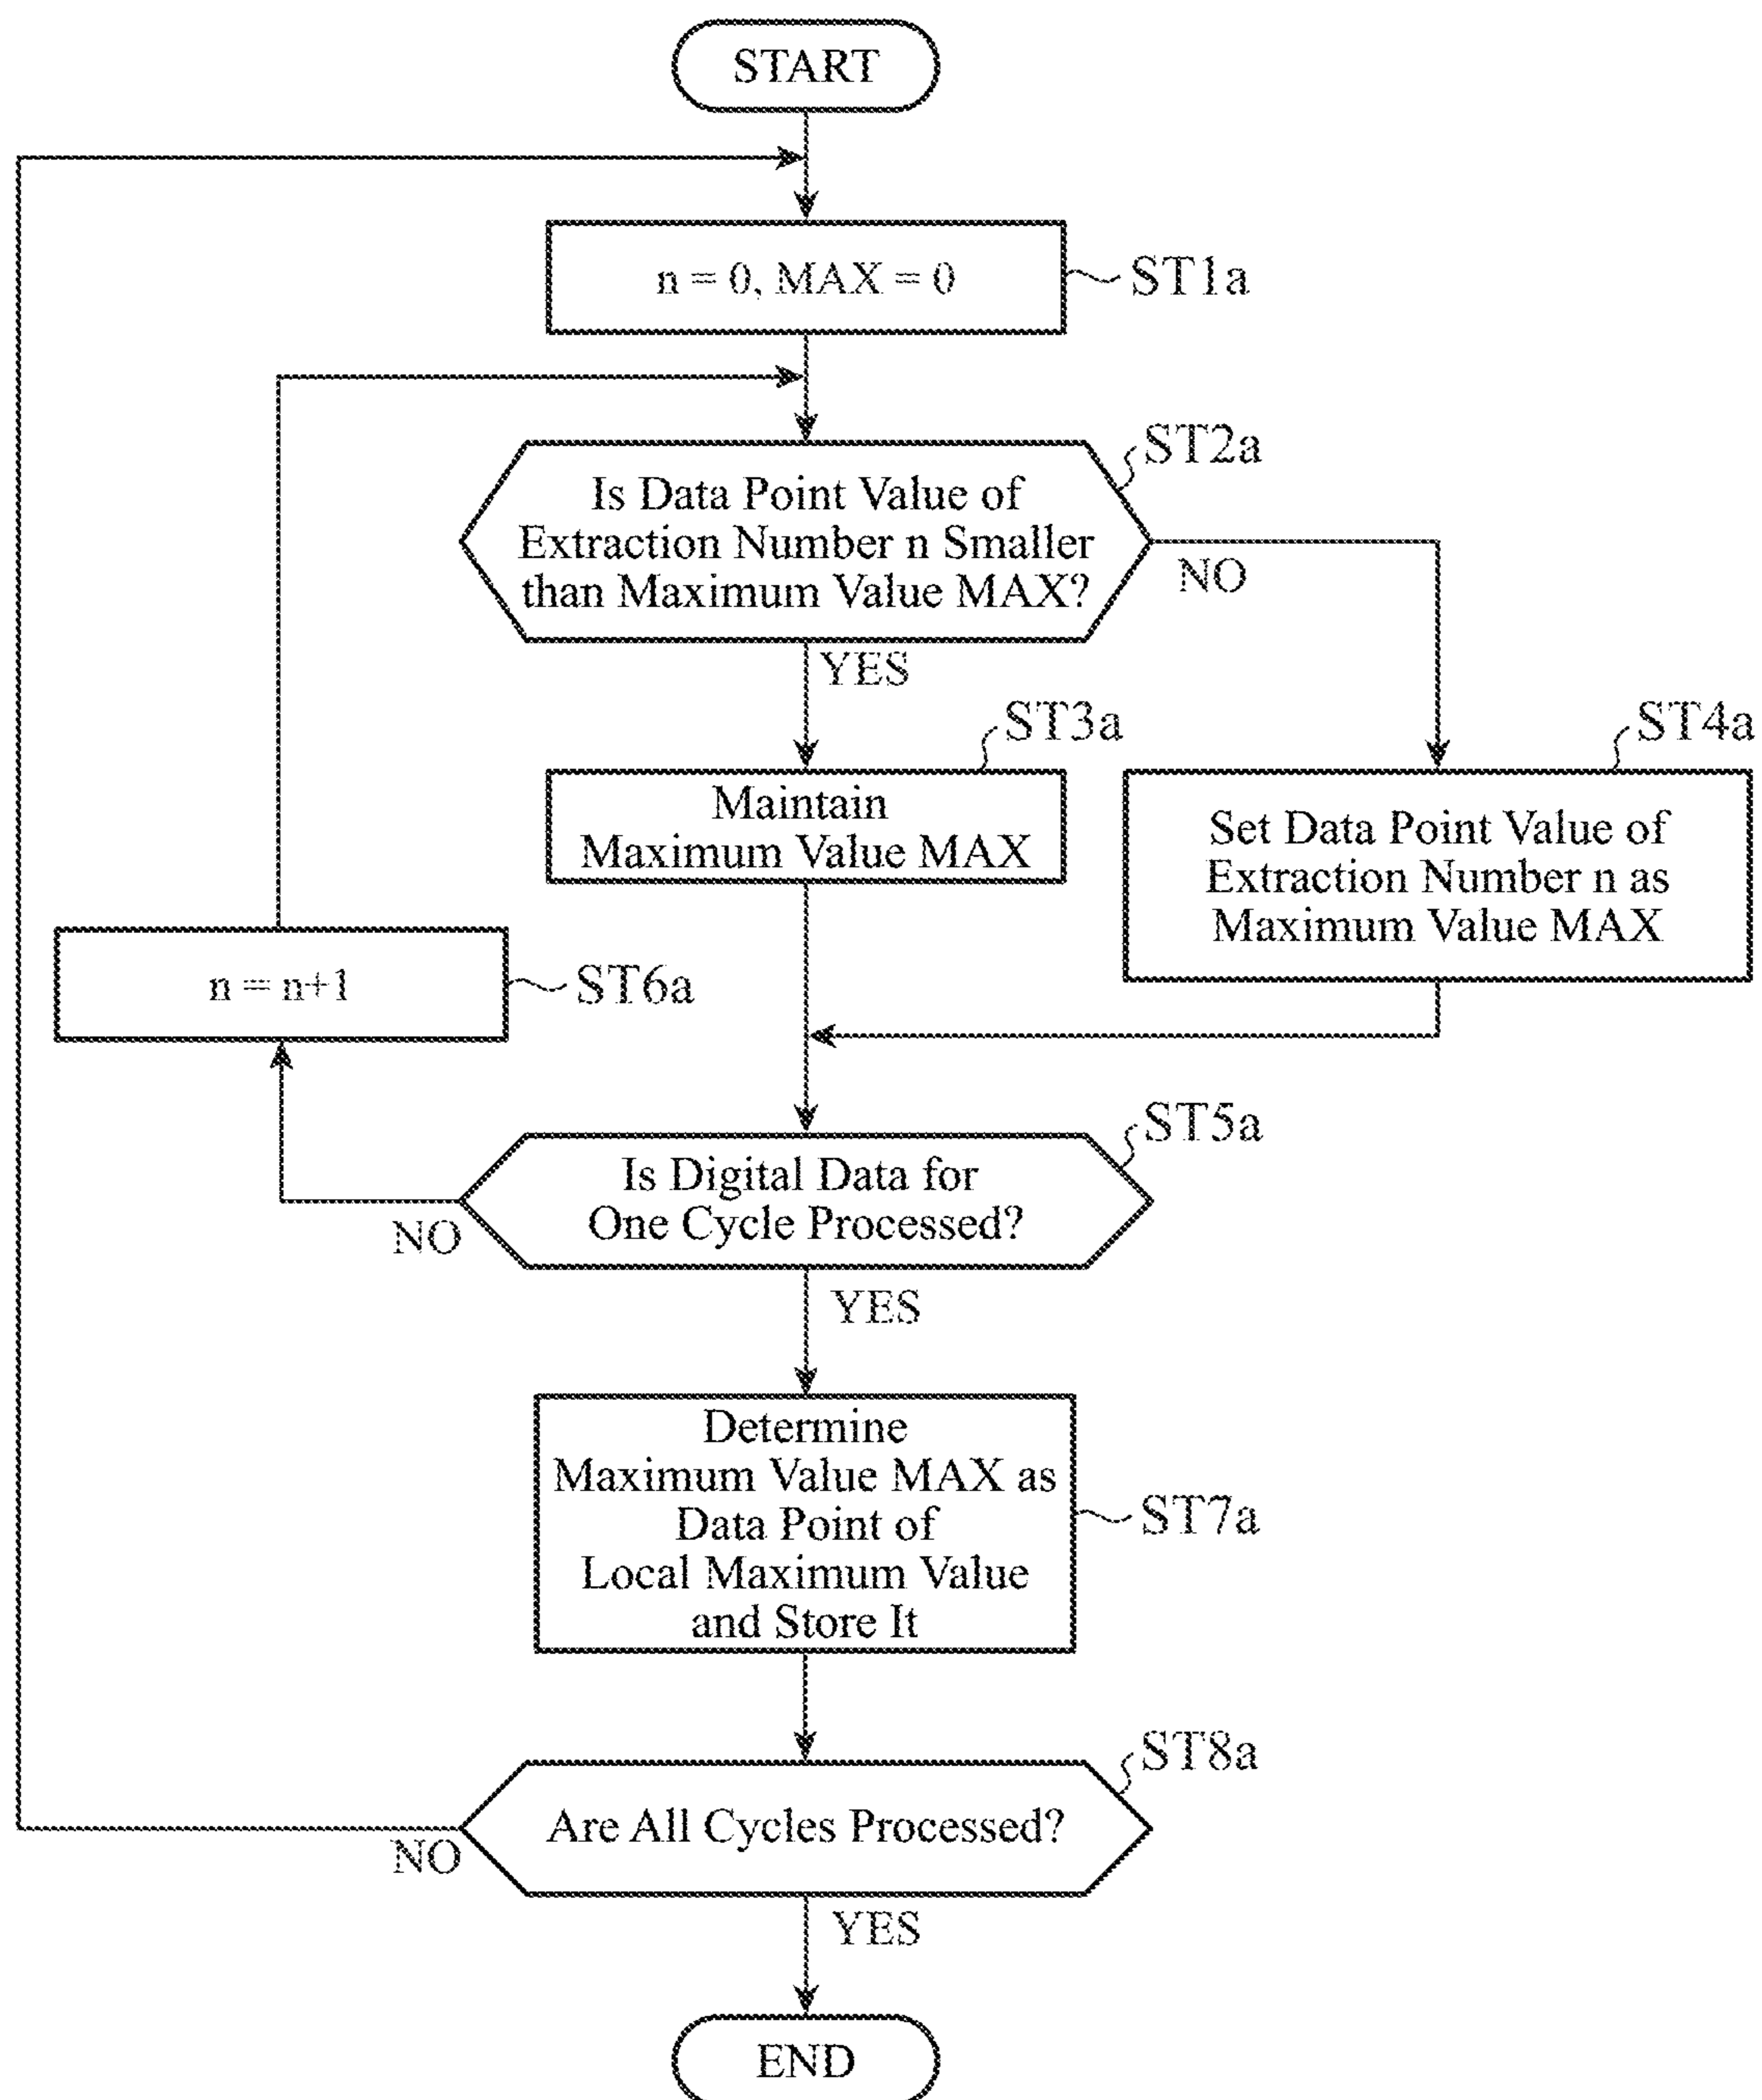 START
n = 0, MAX = 0
ST1a
ST2a
Is Data Point Value of
Extraction Number n Smaller
than Maximum Value MAX?
NO
YES
ST3a
Maintain
Maximum Value MAX
ST4a
Set Data Point Value of
Extraction Number n as
Maximum Value MAX
n = n+1
ST6a
ST5a
Is Digital Data for
One Cycle Processed?
NO
YES
Determine
Maximum Value MAX as
Data Point of
Local Maximum Value
and Store It
ST7a
ST8a
Are All Cycles Processed?
NO
YES
END